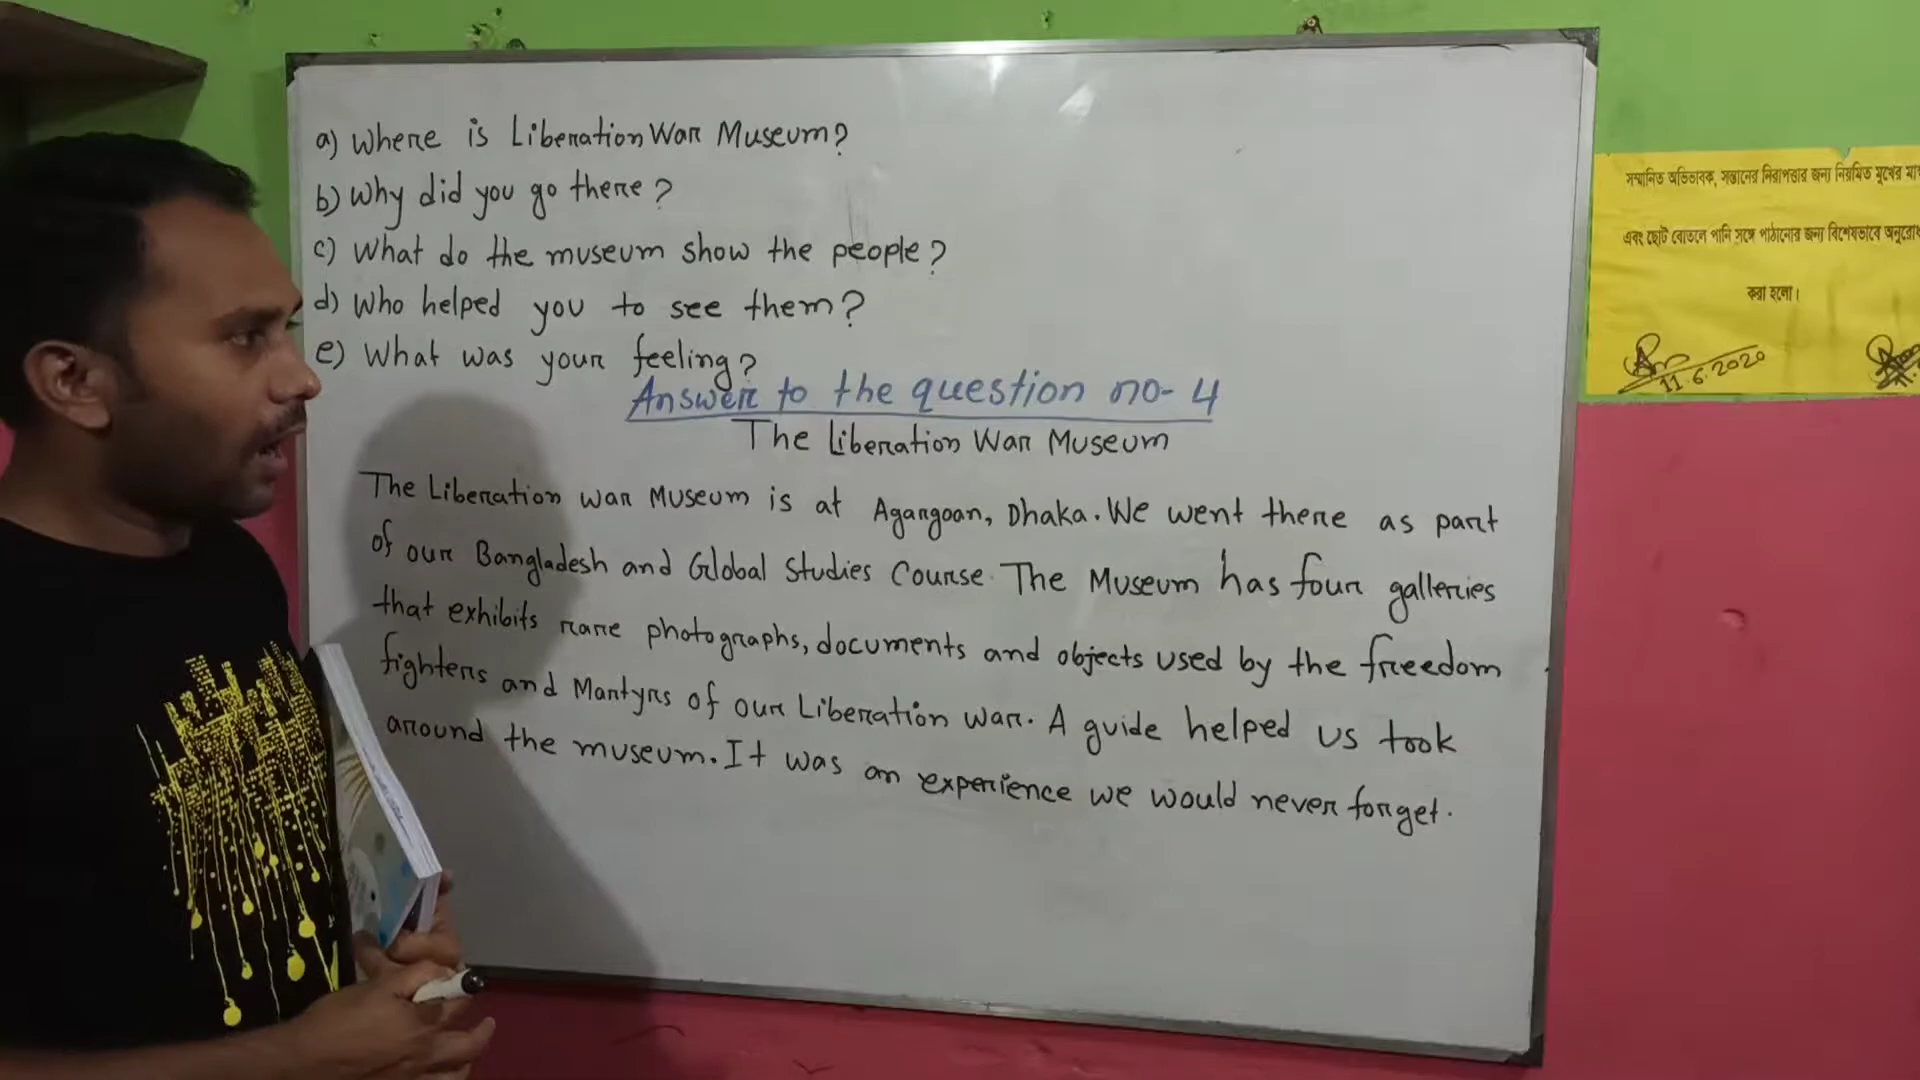 a) Where is Liberation War Museum?
b) Why did you go there?
c) What do the museum show the people?
d) Who helped you to see them?
e) What was your feeling?
Answer to the question no- 4
The Liberation War Museum
The Liberation war Museum is at Agargoan, Dhaka. We went there as part
of our Bangladesh and Global Studies Course. The Museum has four galleries
that exhibits rare photographs, documents and objects used by the freedom
fighters and Martyrs of our Liberation war. A guide helped us took
around the museum. It was an experience we would never forget.
সম্মানিত অভিভাবক, সন্তানের নিরাপত্তার জন্য নিয়মিত মুখের
এবং ছোট বোতলে পানি সঙ্গে পাঠানোর জন্য বিশেষভাবে
করা হলো।
11.6.2020